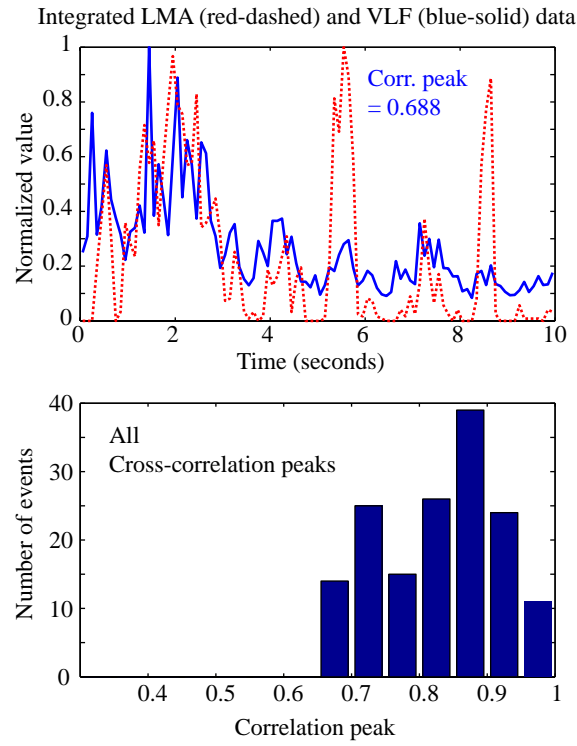 Integrated LMA (red-dashed) and VLF (blue-solid) data
1
0.8
0.6
0.4
0.2
0
Normalized value
Corr. peak
= 0.688
0 2 4 6 8 10
Time (seconds)
40
30
20
10
0
Number of events
All
Cross-correlation peaks
0.4 0.5 0.6 0.7 0.8 0.9 1
Correlation peak